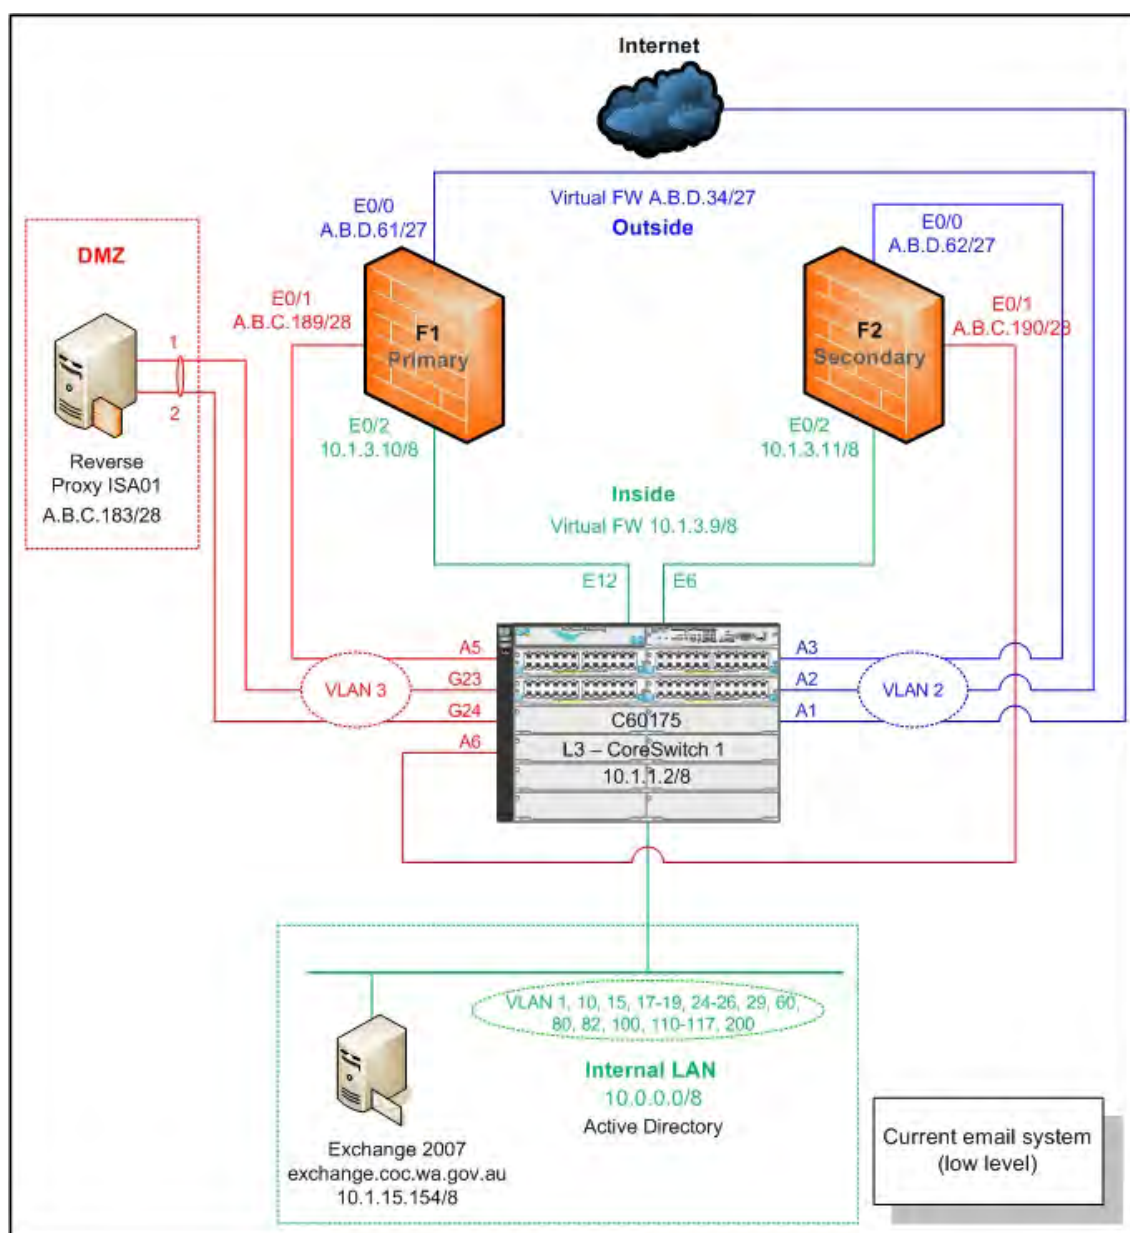 Internet
Virtual FW A.B.D.34/27
Outside
E0/0
A.B.D.61/27
E0/0
A.B.D.62/27
DMZ
E0/1
A.B.C.189/28
F1
Primary
F2
Secondary
E0/1
A.B.C.190/28
1
2
Reverse
Proxy ISA01
A.B.C.183/28
E0/2
10.1.3.10/8
E0/2
10.1.3.11/8
Inside
Virtual FW 10.1.3.9/8
E12
E6
A5
G23
G24
A6
VLAN 3
A3
A2
A1
VLAN 2
C60175
L3 – CoreSwitch 1
10.1.1.2/8
VLAN 1, 10, 15, 17-19, 24-26, 29, 60,
80, 82, 100, 110-117, 200
Internal LAN
10.0.0.0/8
Active Directory
Exchange 2007
exchange.coc.wa.gov.au
10.1.15.154/8
Current email system
(low level)